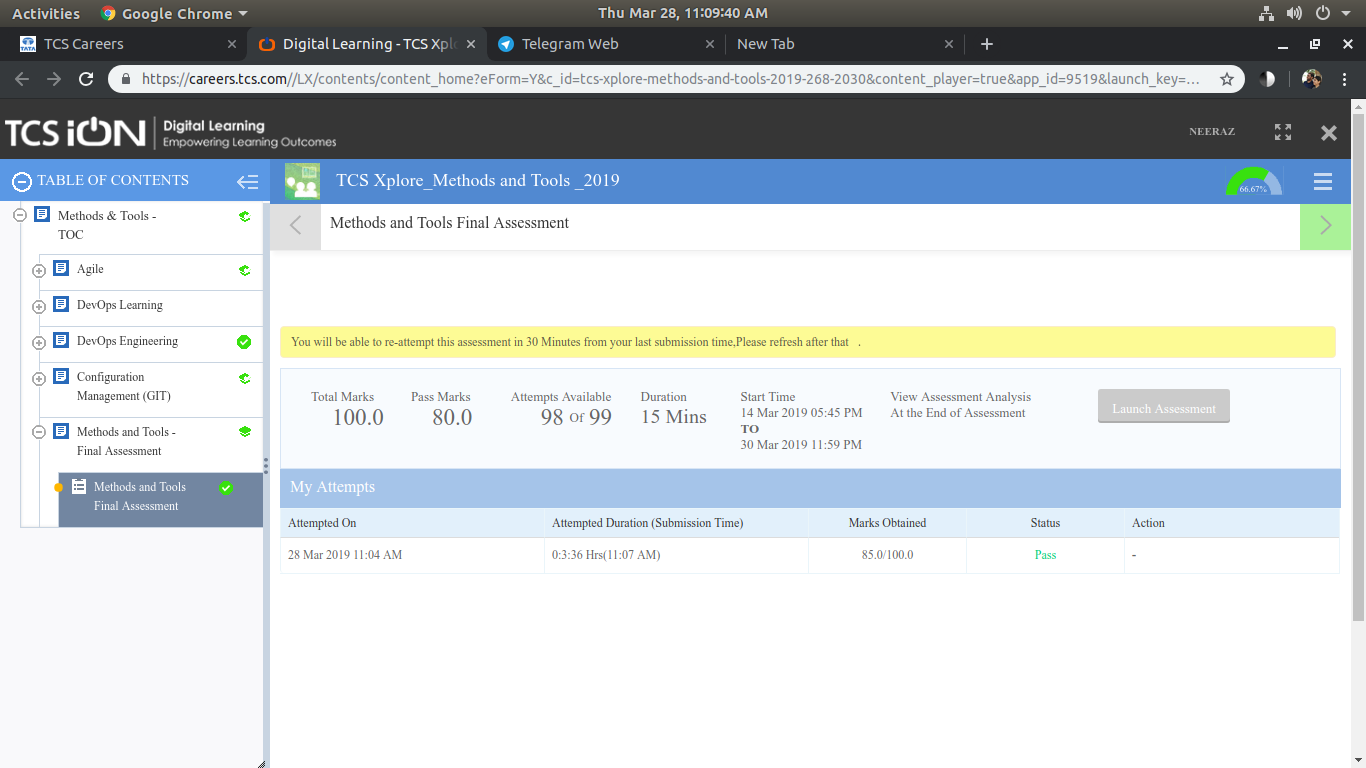 Activities
Google Chrome
Thu Mar 28, 11:09:40 AM
TCS Careers
Digital Learning - TCS Xplo
Telegram Web
New Tab
https://careers.tcs.com//LX/contents/content_home?eForm=Y&c_id=tcs-xplore-methods-and-tools-2019-268-2030&content_player=true&app_id=9519&launch_key=...
TCS iON
Digital Learning
Empowering Learning Outcomes
NEERAZ
TABLE OF CONTENTS
TCS Xplore_Methods and Tools _2019
66.67%
Methods & Tools -
TOC
Agile
DevOps Learning
DevOps Engineering
Configuration
Management (GIT)
Methods and Tools -
Final Assessment
Methods and Tools
Final Assessment
Methods and Tools Final Assessment
You will be able to re-attempt this assessment in 30 Minutes from your last submission time,Please refresh after that .
Total Marks
100.0
Pass Marks
80.0
Attempts Available
98 Of 99
Duration
15 Mins
Start Time
14 Mar 2019 05:45 PM
TO
30 Mar 2019 11:59 PM
View Assessment Analysis
At the End of Assessment
Launch Assessment
My Attempts
Attempted On Attempted Duration (Submission Time) Marks Obtained Status Action
28 Mar 2019 11:04 AM 0:3:36 Hrs(11:07 AM) 85.0/100.0 Pass -